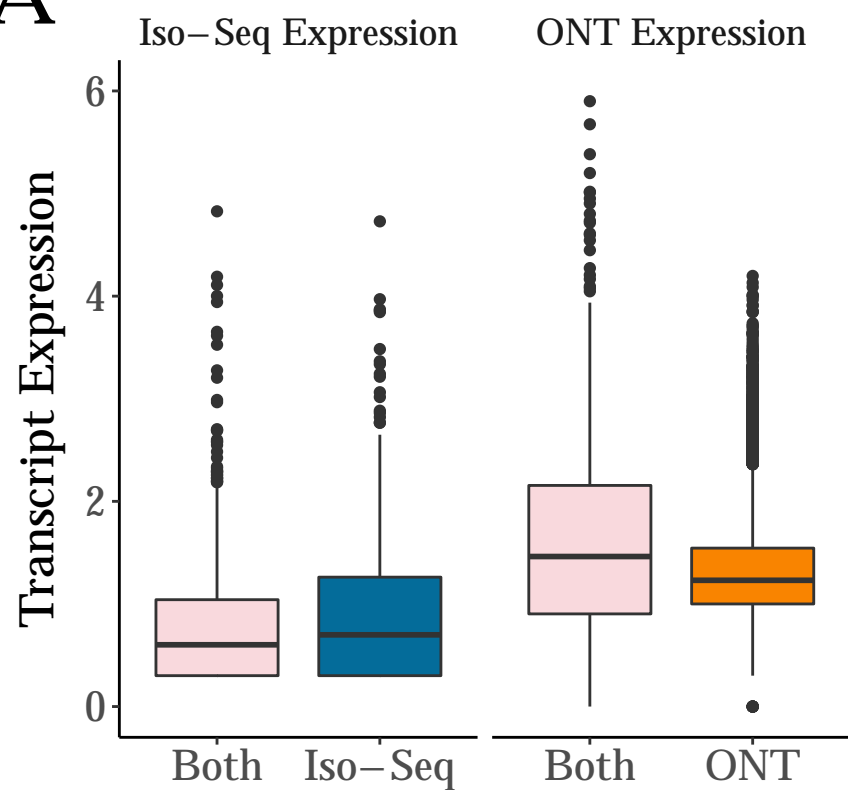 A
Iso–Seq Expression ONT Expression
Transcript Expression
6
4
2
0
Both Iso–Seq Both ONT